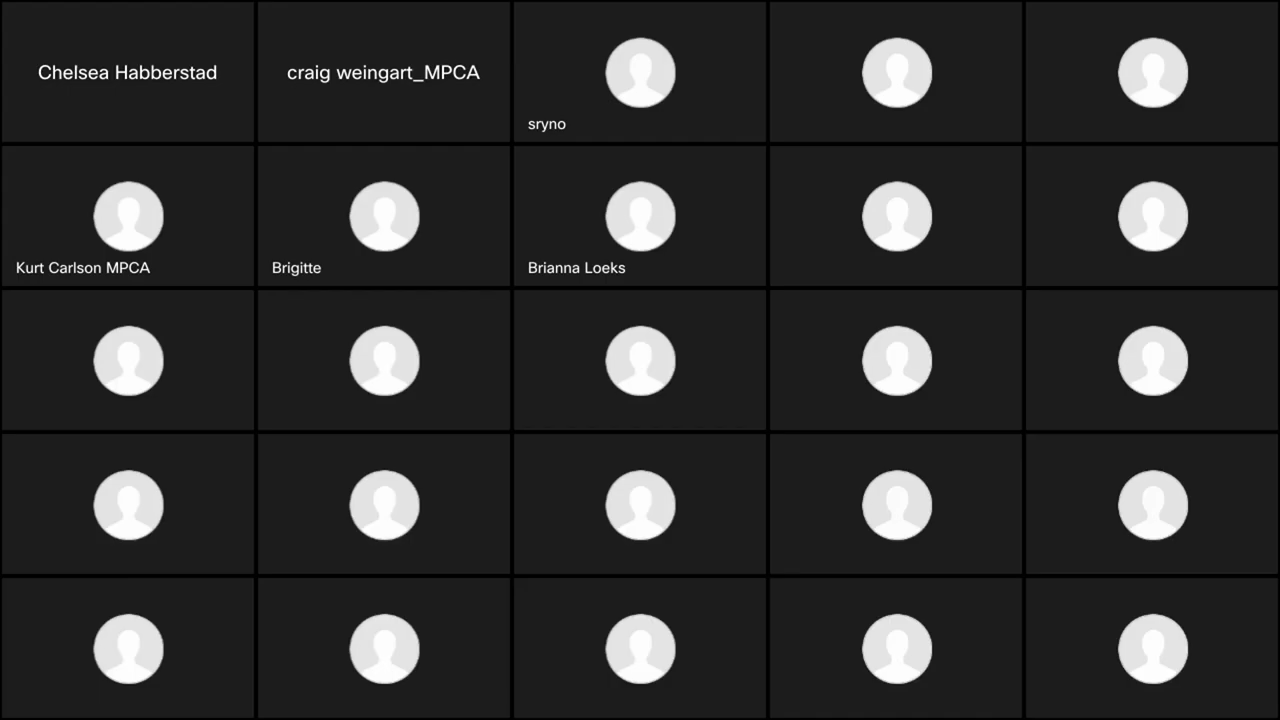 Chelsea Habberstad
craig weingart_MPCA
sryno
Kurt Carlson MPCA
Brigitte
Brianna Loeks